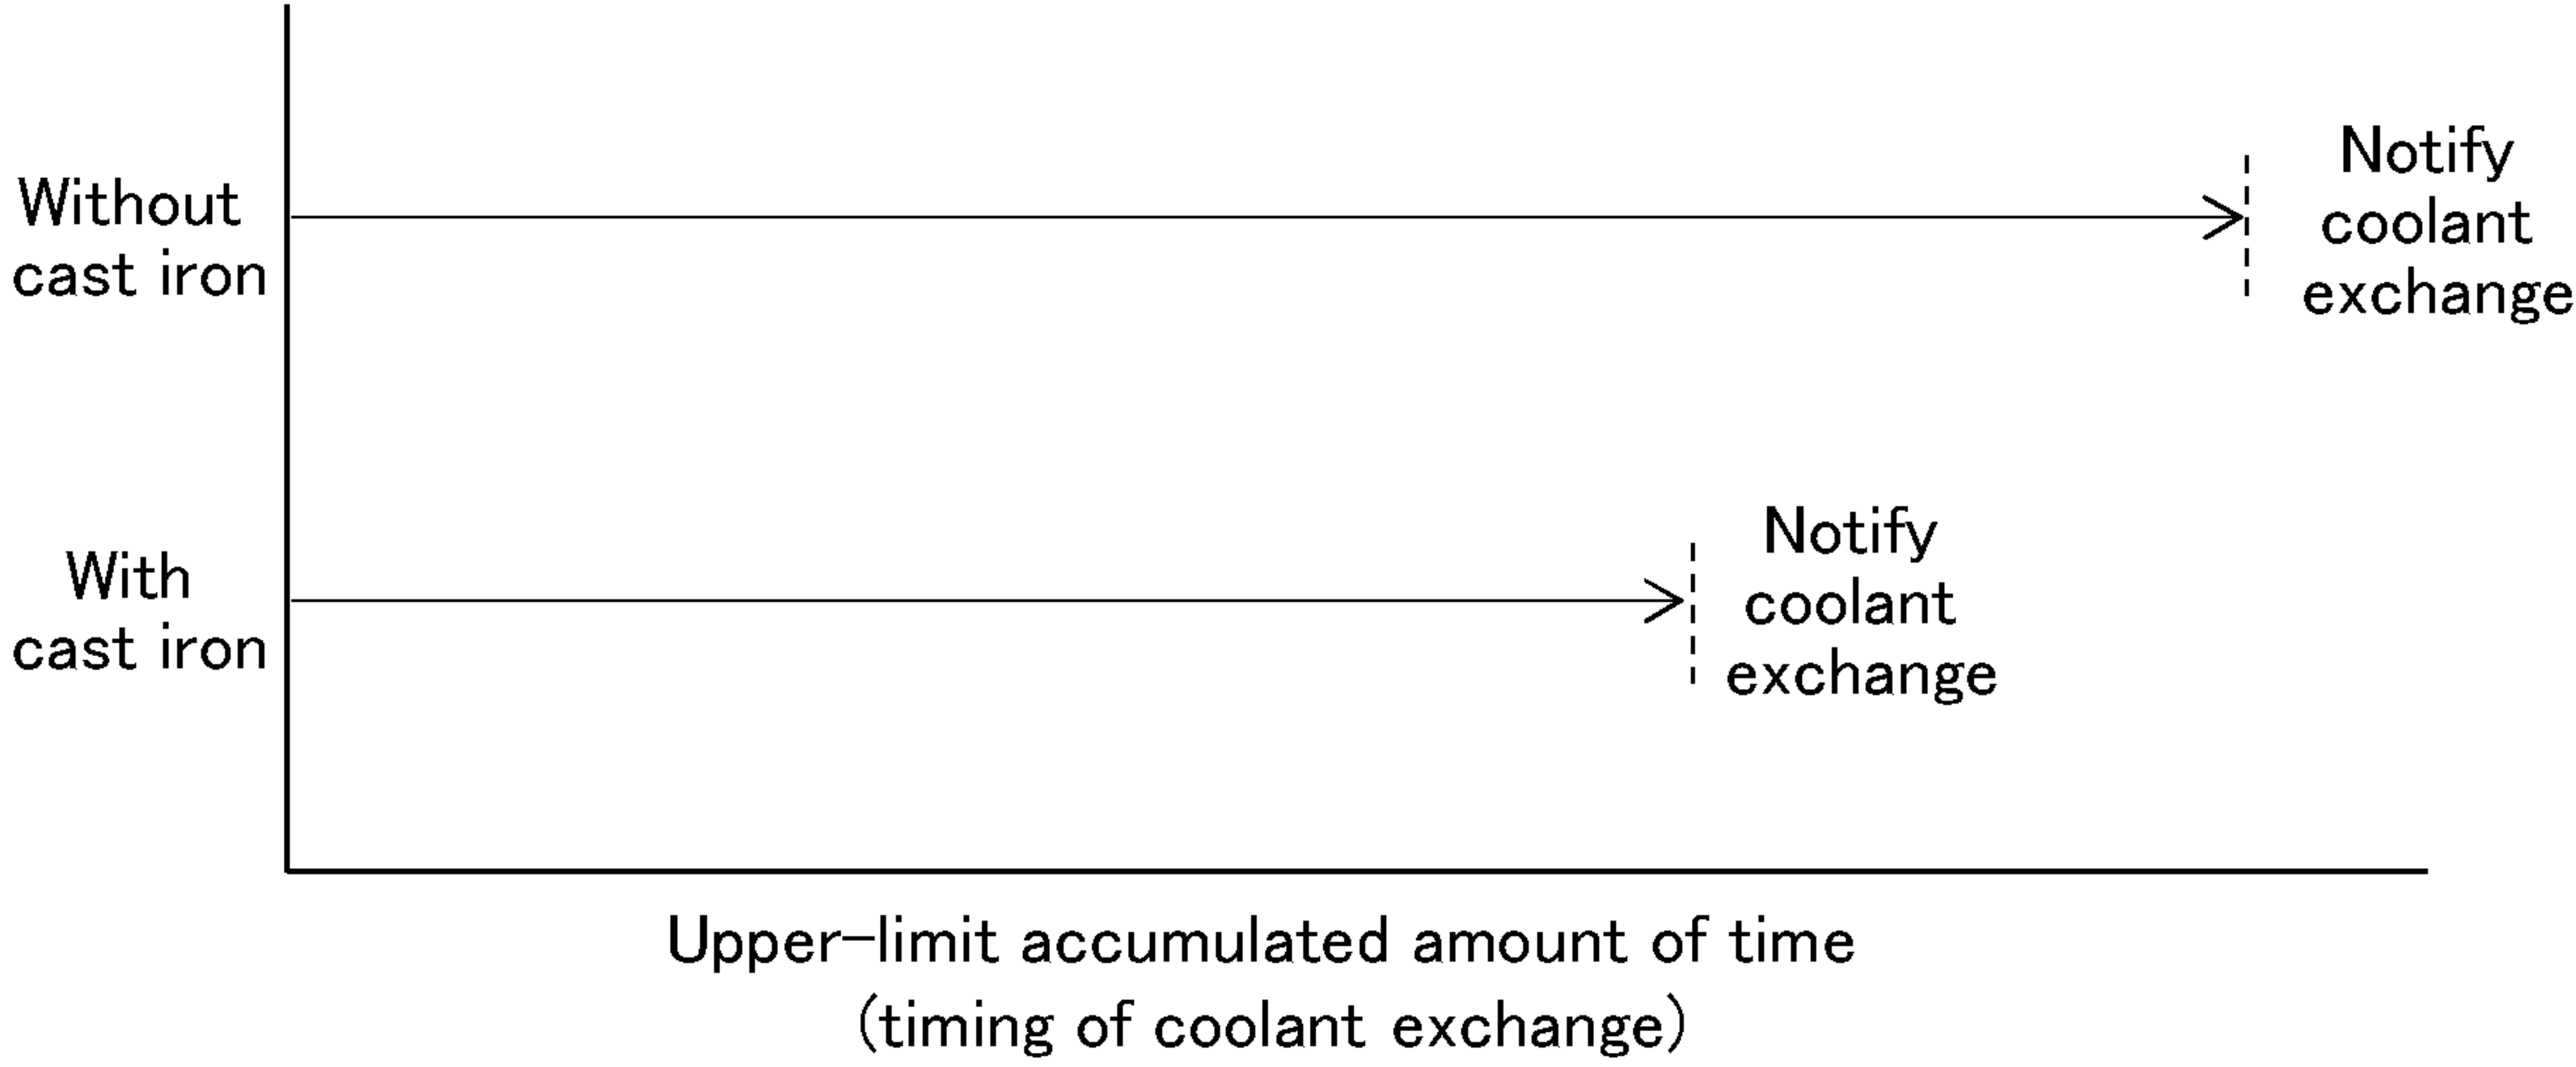 Without
cast iron
Notify
coolant
exchange
With
cast iron
Notify
coolant
exchange
Upper-limit accumulated amount of time
(timing of coolant exchange)